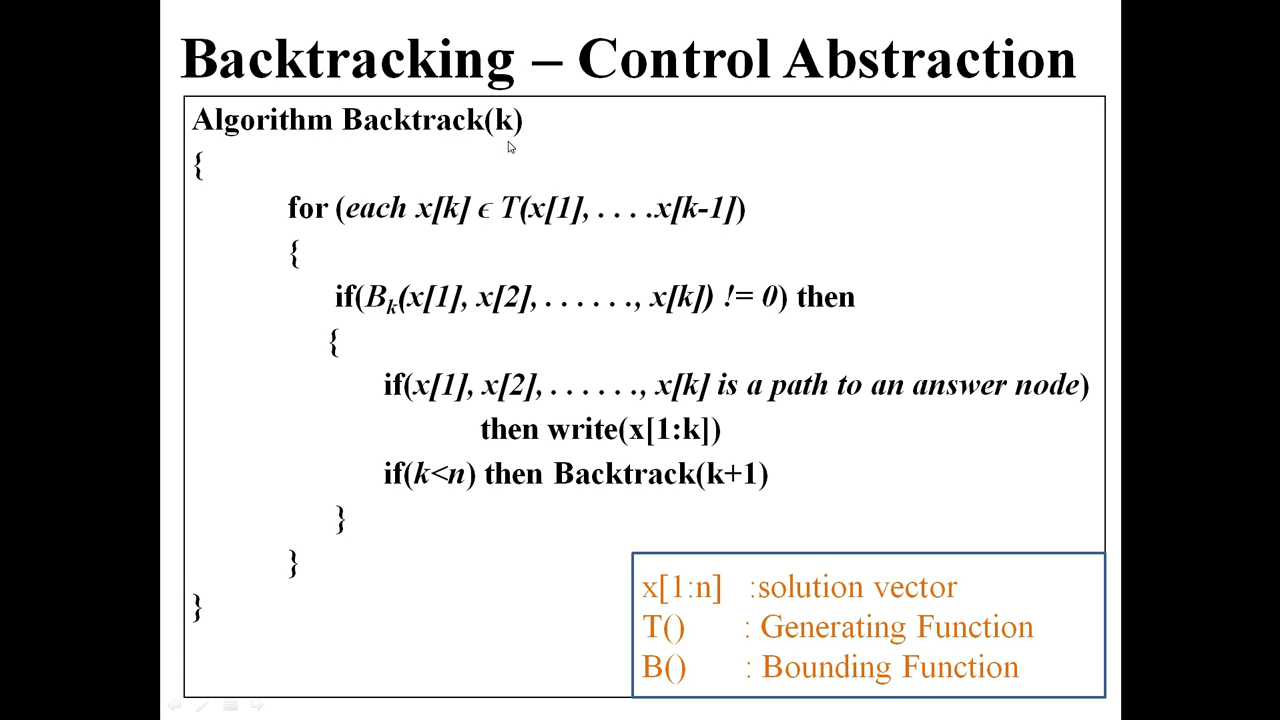 Backtracking – Control Abstraction
Algorithm Backtrack(k)
{
for (each x[k] ϵ T(x[1], . . . .x[k-1])
{
if(Bk(x[1], x[2], . . . . . ., x[k]) != 0) then
{
if(x[1], x[2], . . . . . ., x[k] is a path to an answer node)
then write(x[1:k])
if(k<n) then Backtrack(k+1)
}
}
}
x[1:n] :solution vector
T() : Generating Function
B() : Bounding Function